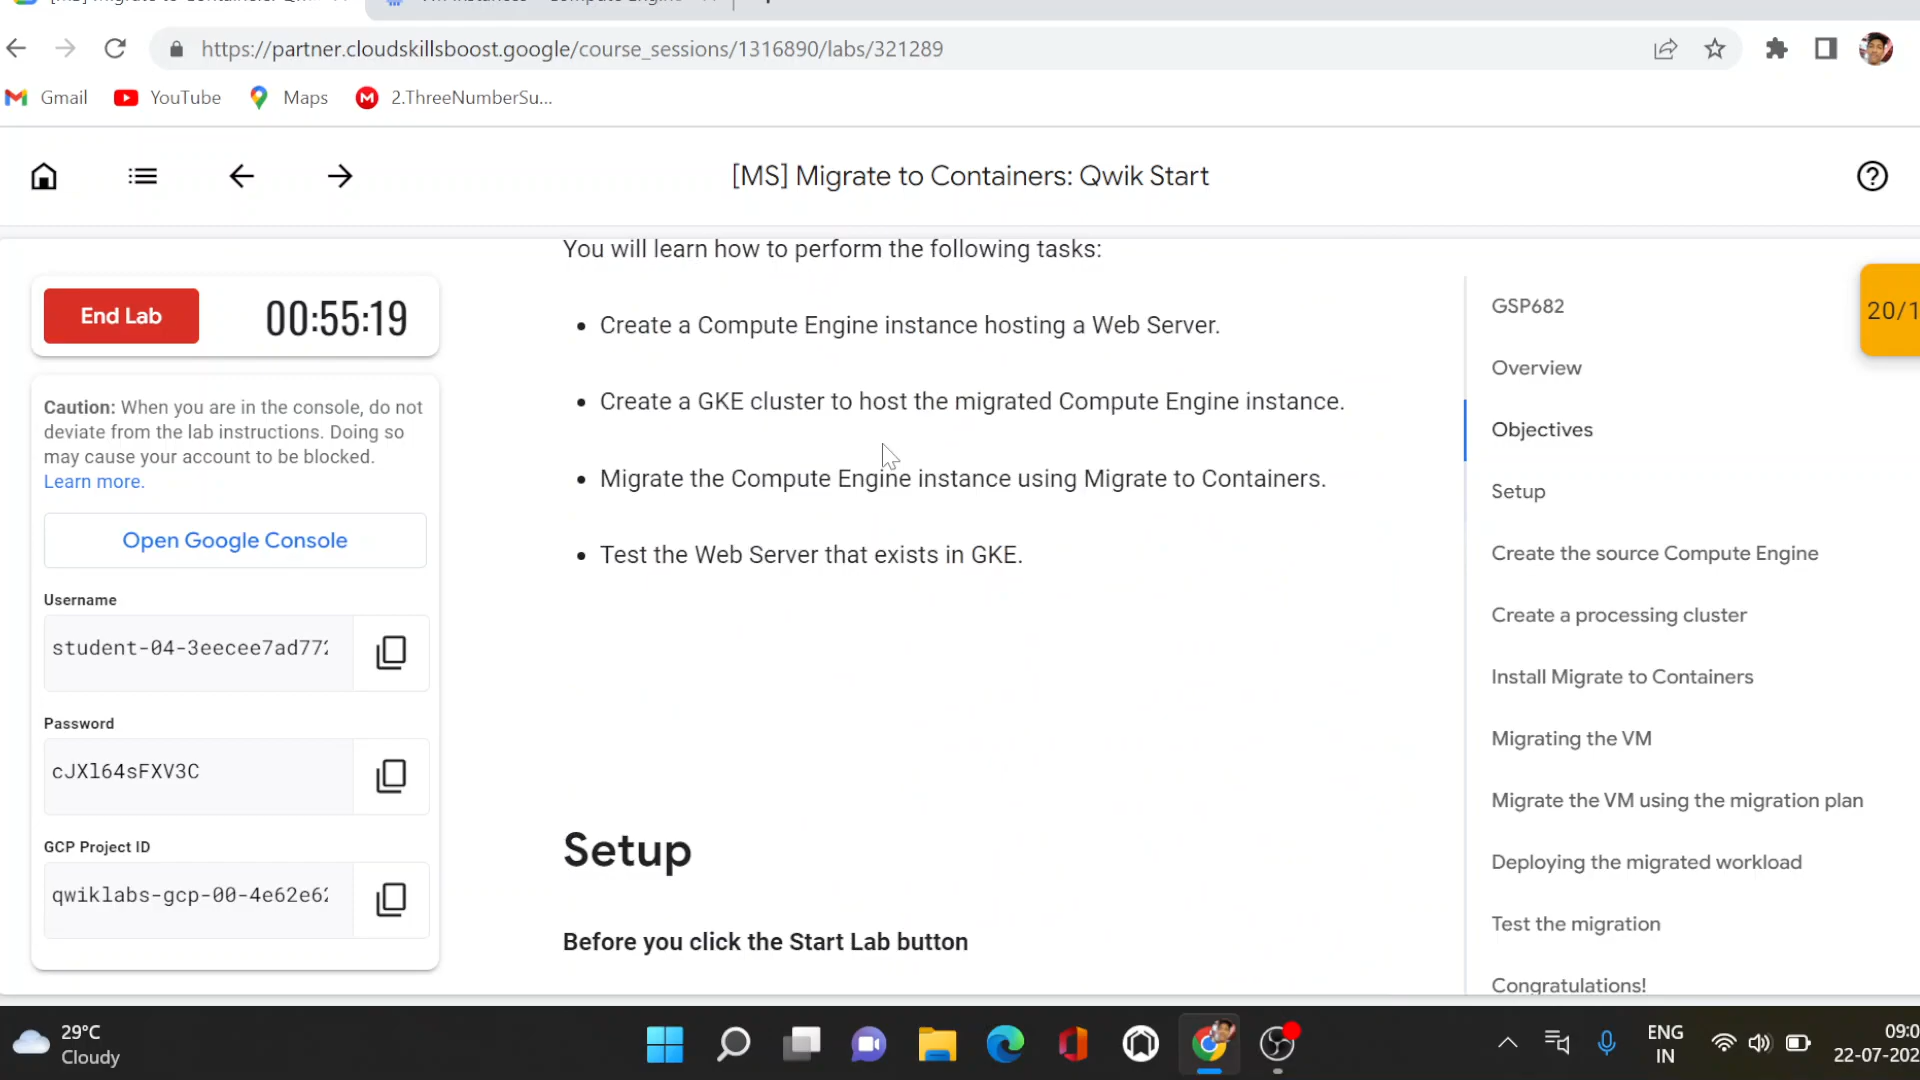 https://partner.cloudskillsboost.google/course_sessions/1316890/labs/321289
Gmail
YouTube
Maps
2.ThreeNumberSu...
[MS] Migrate to Containers: Qwik Start
End Lab
00:55:19
Caution: When you are in the console, do not
deviate from the lab instructions. Doing so
may cause your account to be blocked.
Learn more.
Open Google Console
Username
student-04-3eecee7ad772
Password
cJXl64sFXV3C
GCP Project ID
qwiklabs-gcp-00-4e62e62
You will learn how to perform the following tasks:
• Create a Compute Engine instance hosting a Web Server.
• Create a GKE cluster to host the migrated Compute Engine instance.
• Migrate the Compute Engine instance using Migrate to Containers.
• Test the Web Server that exists in GKE.
Setup
Before you click the Start Lab button
GSP682
Overview
Objectives
Setup
Create the source Compute Engine
Create a processing cluster
Install Migrate to Containers
Migrating the VM
Migrate the VM using the migration plan
Deploying the migrated workload
Test the migration
Congratulations!
20/1
29°C
Cloudy
ENG
IN
09:0
22-07-202